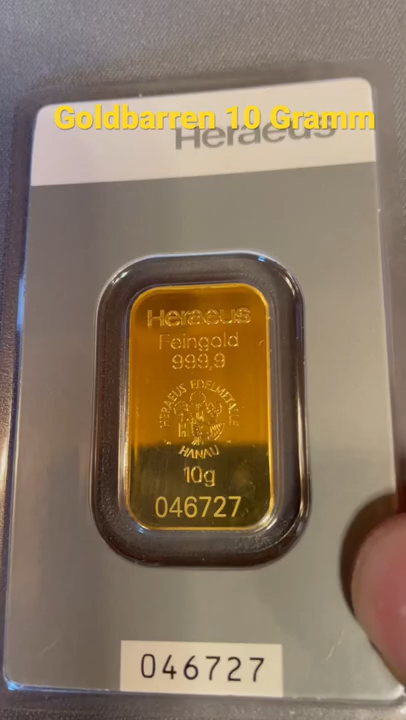 Goldbarren 10 Gramm
Heraeus
Heraeus
Feingold
999,9
HERAEUS EDELMETALLE
HANAU
10g
046727
046727